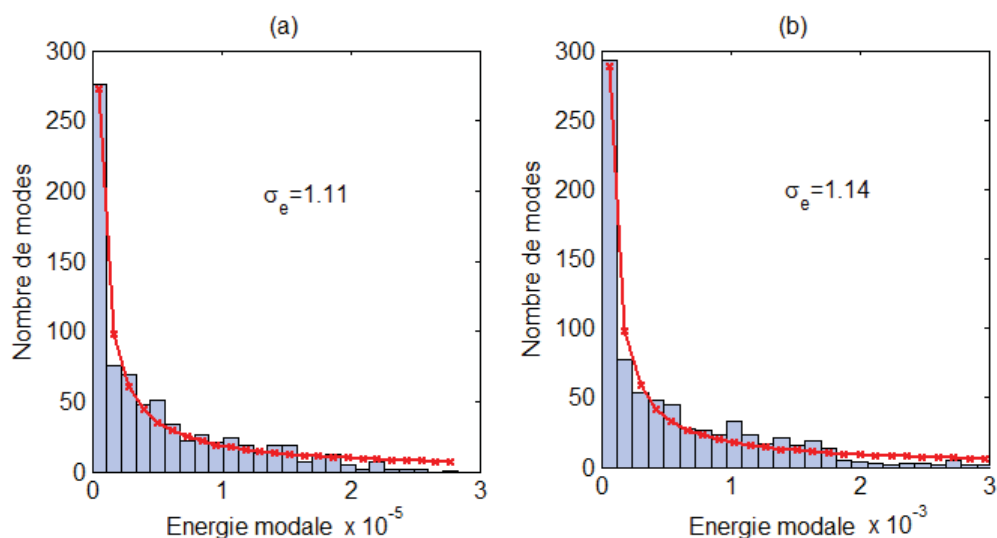 (a)
300
250
200
150
100
50
0
Nombre de modes
σe=1.11
0 1 2 3
Energie modale x 10-5
(b)
300
250
200
150
100
50
0
Nombre de modes
σe=1.14
0 1 2 3
Energie modale x 10-3